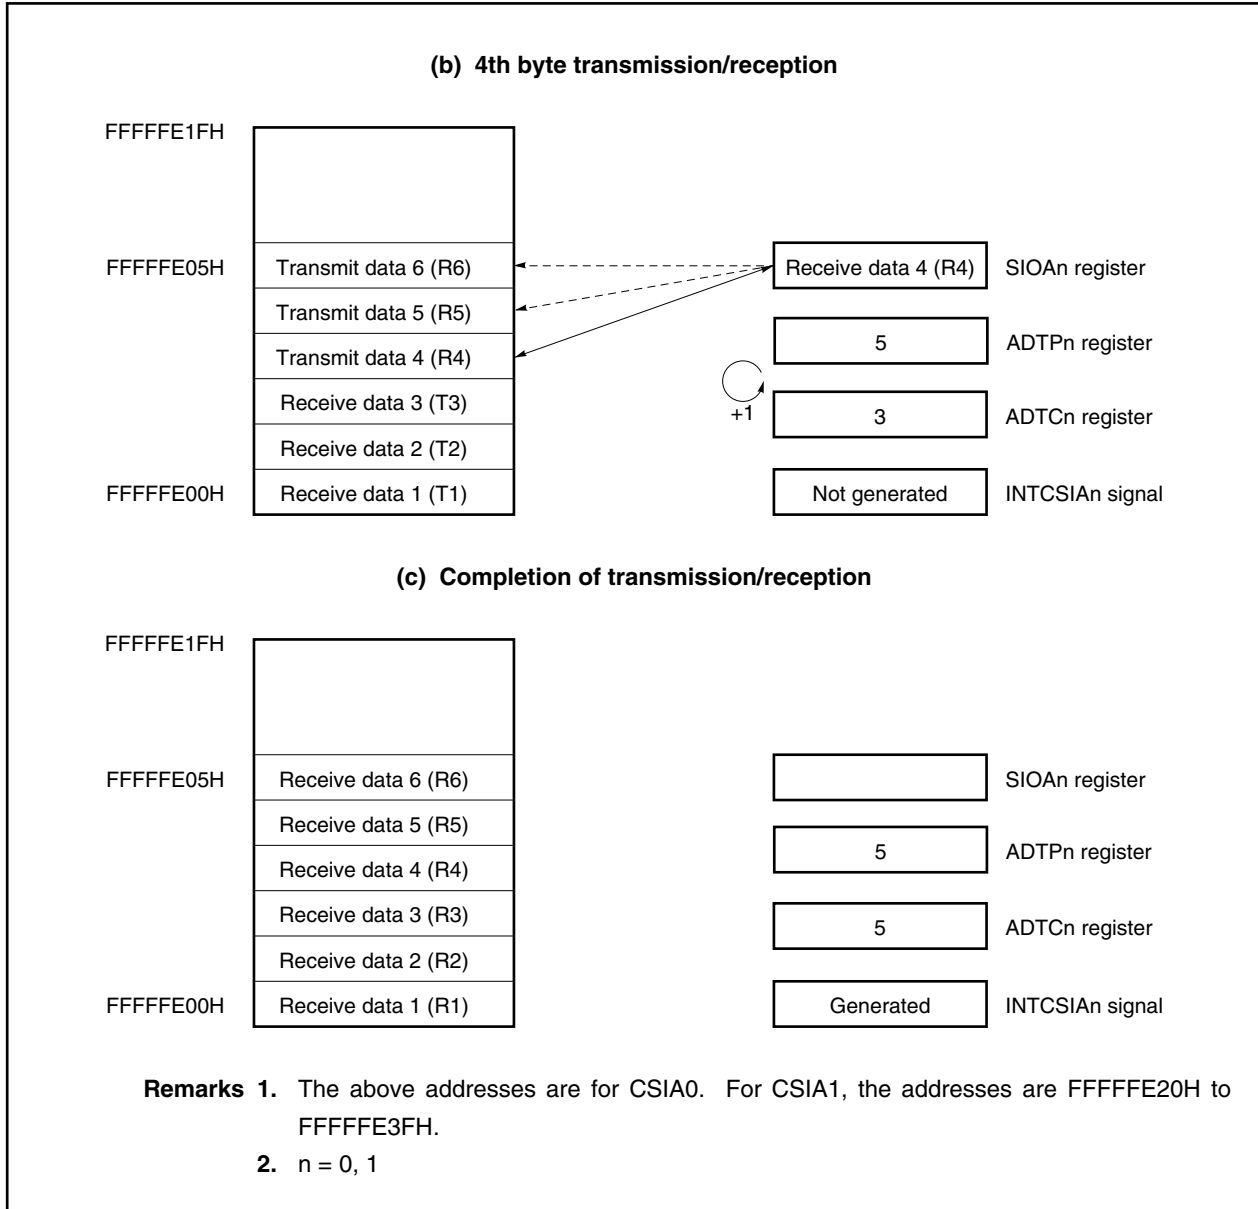 (b) 4th byte transmission/reception
FFFFFE1FH
FFFFFE05H
Transmit data 6 (R6)
Receive data 4 (R4)
SIOAn register
Transmit data 5 (R5)
5
ADTPn register
Transmit data 4 (R4)
Receive data 3 (T3)
+1
3
ADTCn register
Receive data 2 (T2)
FFFFFE00H
Receive data 1 (T1)
Not generated
INTCSIAn signal
(c) Completion of transmission/reception
FFFFFE1FH
FFFFFE05H
Receive data 6 (R6)
SIOAn register
Receive data 5 (R5)
5
ADTPn register
Receive data 4 (R4)
Receive data 3 (R3)
5
ADTCn register
Receive data 2 (R2)
FFFFFE00H
Receive data 1 (R1)
Generated
INTCSIAn signal
Remarks 1. The above addresses are for CSIA0. For CSIA1, the addresses are FFFFFE20H to
FFFFFE3FH.
2. n = 0, 1